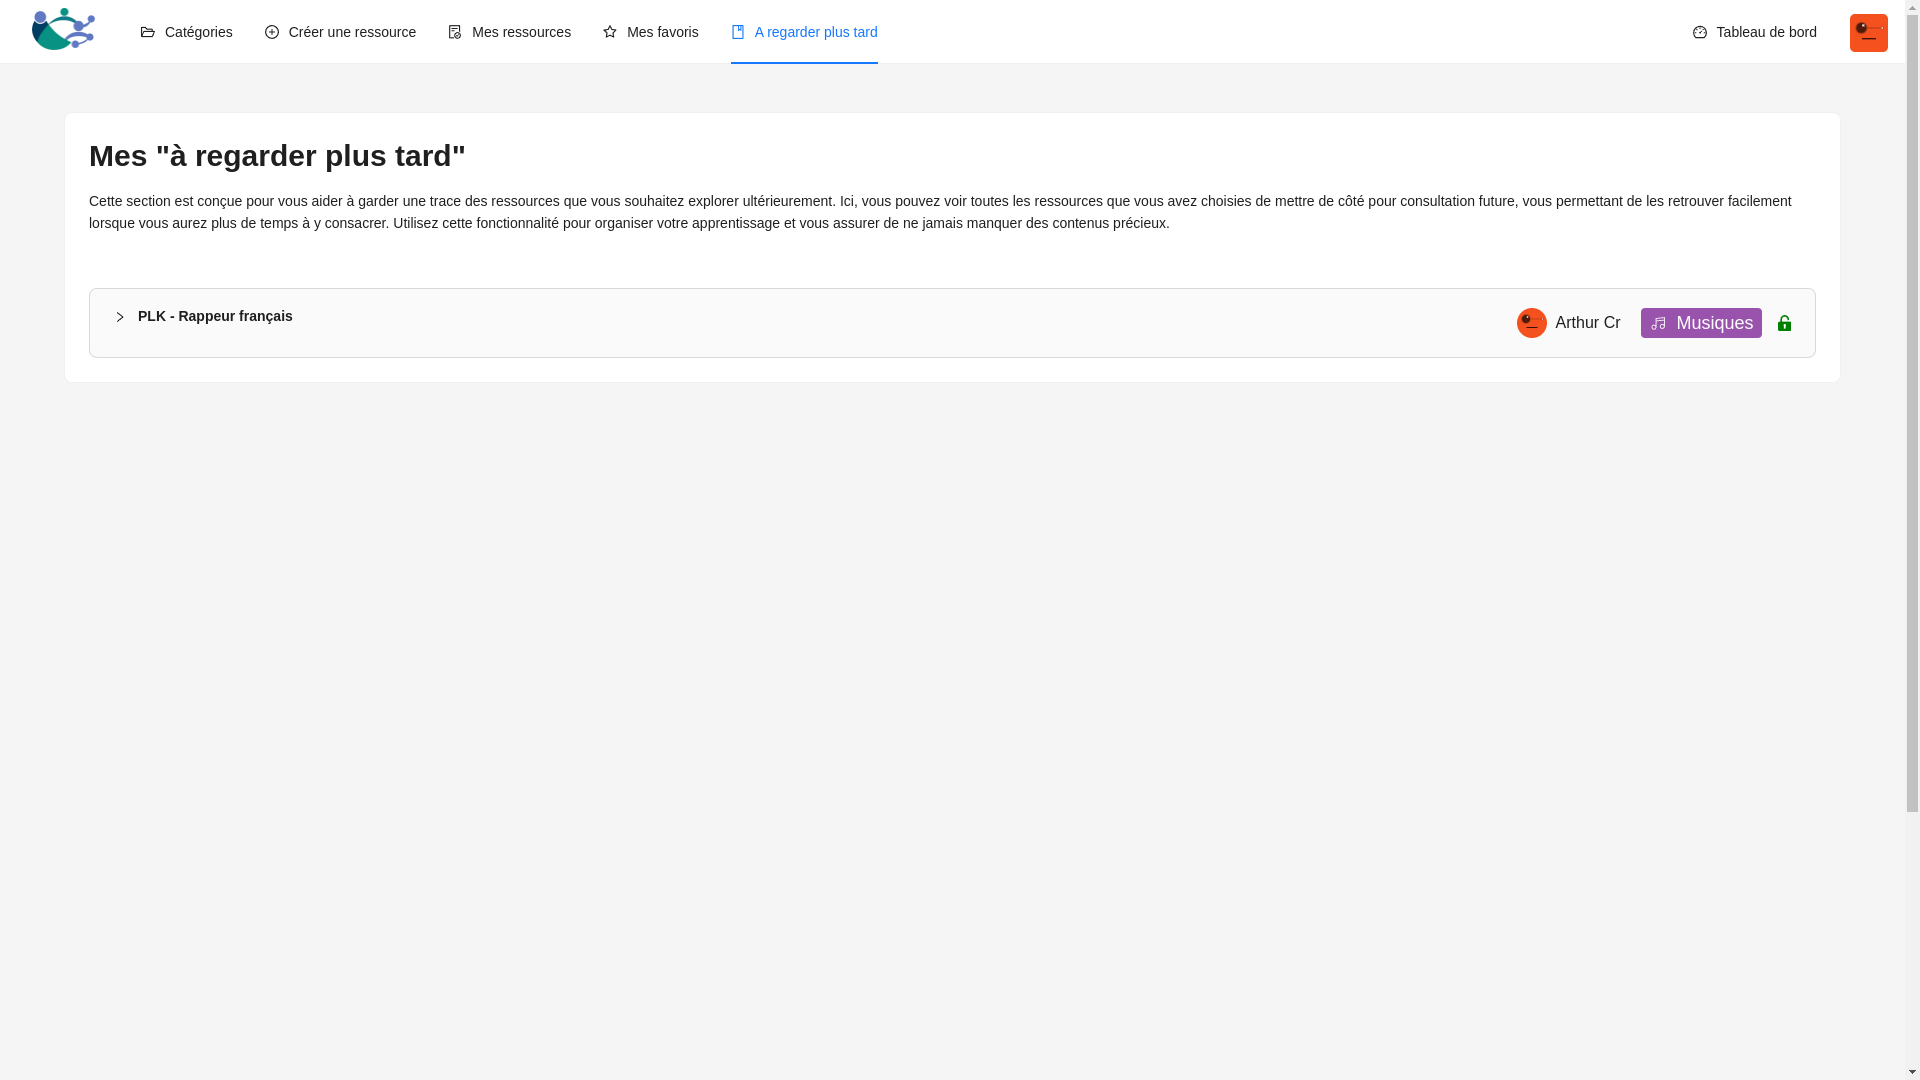 Catégories
Créer une ressource
Mes ressources
Mes favoris
A regarder plus tard
Tableau de bord
Mes "à regarder plus tard"
Cette section est conçue pour vous aider à garder une trace des ressources que vous souhaitez explorer ultérieurement. Ici, vous pouvez voir toutes les ressources que vous avez choisies de mettre de côté pour consultation future, vous permettant de les retrouver facilement
lorsque vous aurez plus de temps à y consacrer. Utilisez cette fonctionnalité pour organiser votre apprentissage et vous assurer de ne jamais manquer des contenus précieux.
PLK - Rappeur français
Arthur Cr
Musiques